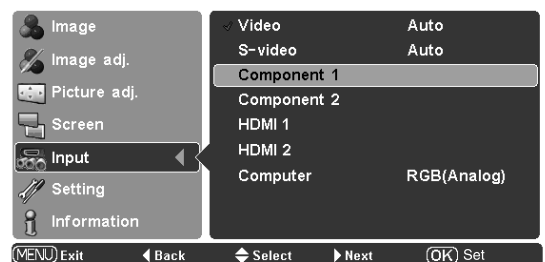 Image
Image adj.
Picture adj.
Screen
Input
Setting
Information
Video Auto
S-video Auto
Component 1
Component 2
HDMI 1
HDMI 2
Computer RGB(Analog)
MENU Exit Back Select Next OK Set